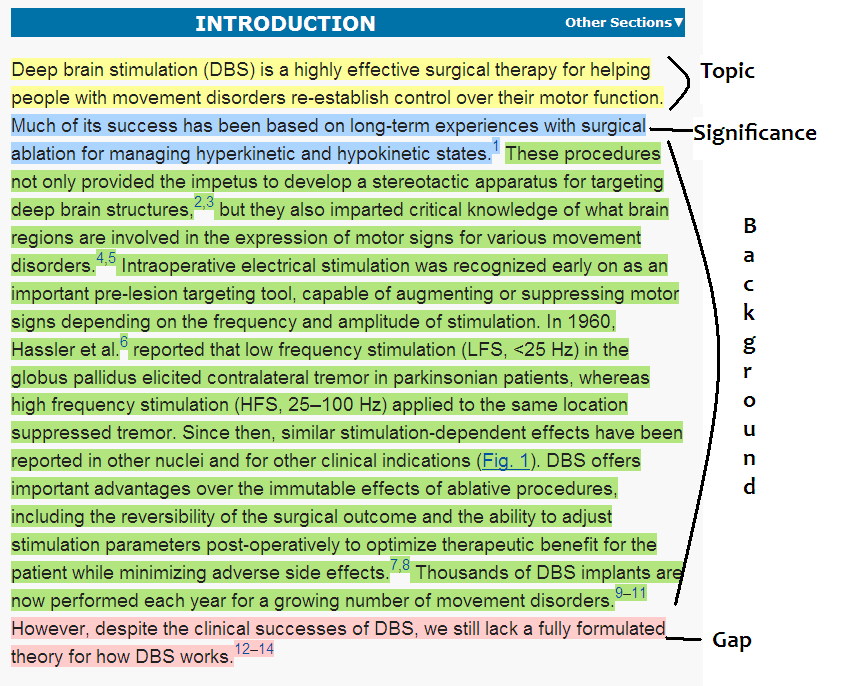 INTRODUCTION Other Sections▼
Deep brain stimulation (DBS) is a highly effective surgical therapy for helping
people with movement disorders re-establish control over their motor function.
Topic
Much of its success has been based on long-term experiences with surgical
Significance
ablation for managing hyperkinetic and hypokinetic states.1 These procedures
not only provided the impetus to develop a stereotactic apparatus for targeting
deep brain structures,2,3 but they also imparted critical knowledge of what brain
regions are involved in the expression of motor signs for various movement
disorders.4,5 Intraoperative electrical stimulation was recognized early on as an
important pre-lesion targeting tool, capable of augmenting or suppressing motor
signs depending on the frequency and amplitude of stimulation. In 1960,
Hassler et al.6 reported that low frequency stimulation (LFS, <25 Hz) in the
globus pallidus elicited contralateral tremor in parkinsonian patients, whereas
high frequency stimulation (HFS, 25–100 Hz) applied to the same location
suppressed tremor. Since then, similar stimulation-dependent effects have been
reported in other nuclei and for other clinical indications (Fig. 1). DBS offers
important advantages over the immutable effects of ablative procedures,
including the reversibility of the surgical outcome and the ability to adjust
stimulation parameters post-operatively to optimize therapeutic benefit for the
patient while minimizing adverse side effects.7,8 Thousands of DBS implants are
now performed each year for a growing number of movement disorders.9–11
Background
However, despite the clinical successes of DBS, we still lack a fully formulated
theory for how DBS works.12–14
Gap